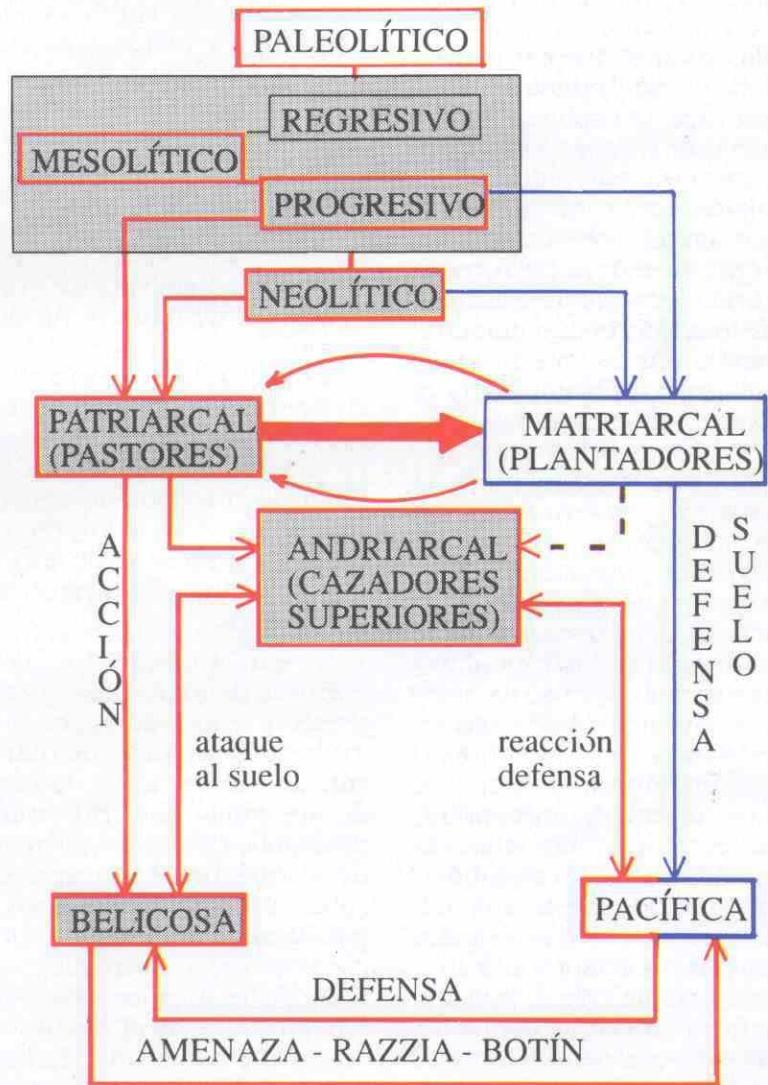 PALEOLÍTICO
REGRESIVO
MESOLÍTICO
PROGRESIVO
NEOLÍTICO
PATRIARCAL
(PASTORES)
MATRIARCAL
(PLANTADORES)
ANDRIARCAL
(CAZADORES
SUPERIORES)
ACCIÓN
DEFENSA
SUELO
ataque
al suelo
reacción
defensa
BELICOSA
PACÍFICA
DEFENSA
AMENAZA - RAZZIA - BOTÍN